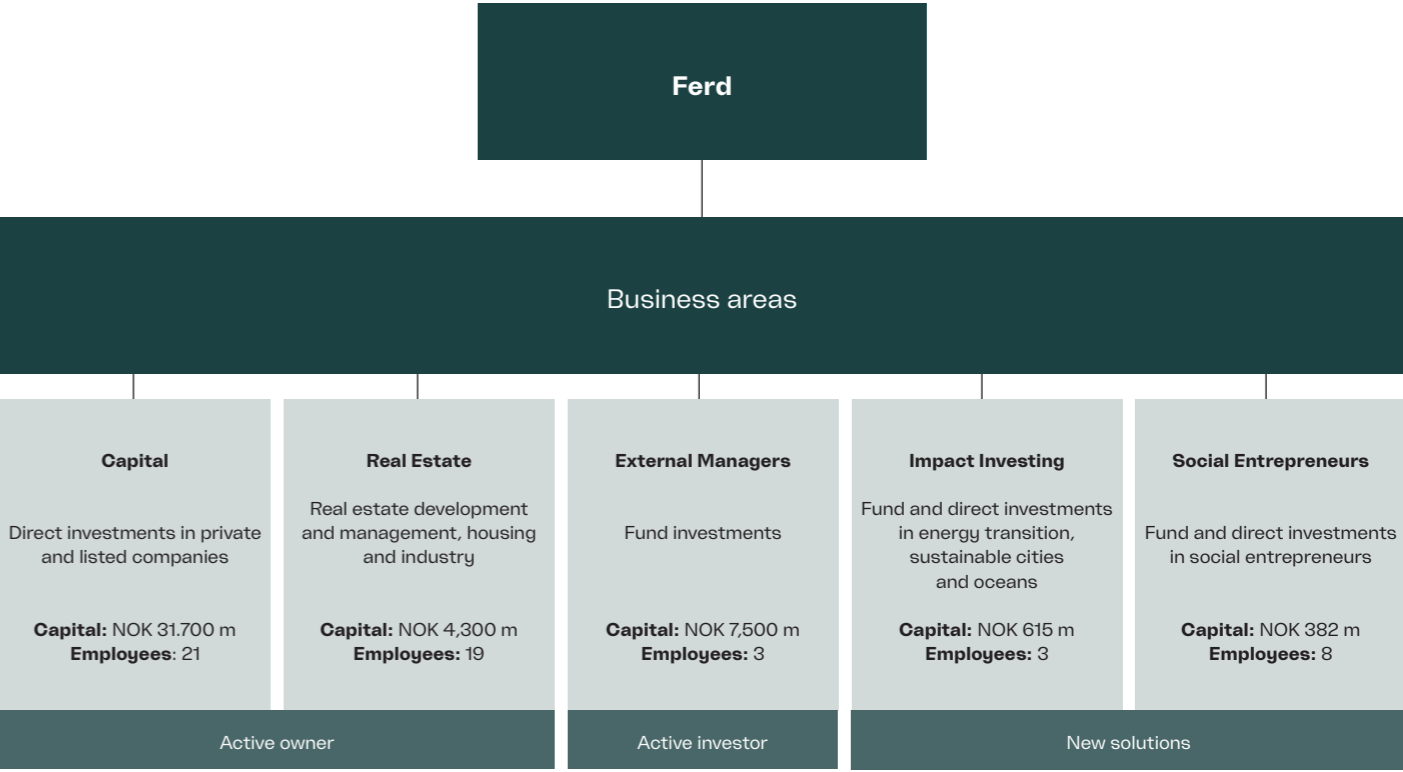 Ferd
Business areas
Capital
Direct investments in private
and listed companies
Capital: NOK 31.700 m
Employees: 21
Real Estate
Real estate development
and management, housing
and industry
Capital: NOK 4,300 m
Employees: 19
External Managers
Fund investments
Capital: NOK 7,500 m
Employees: 3
Impact Investing
Fund and direct investments
in energy transition,
sustainable cities
and oceans
Capital: NOK 615 m
Employees: 3
Social Entrepreneurs
Fund and direct investments
in social entrepreneurs
Capital: NOK 382 m
Employees: 8
Active owner
Active investor
New solutions